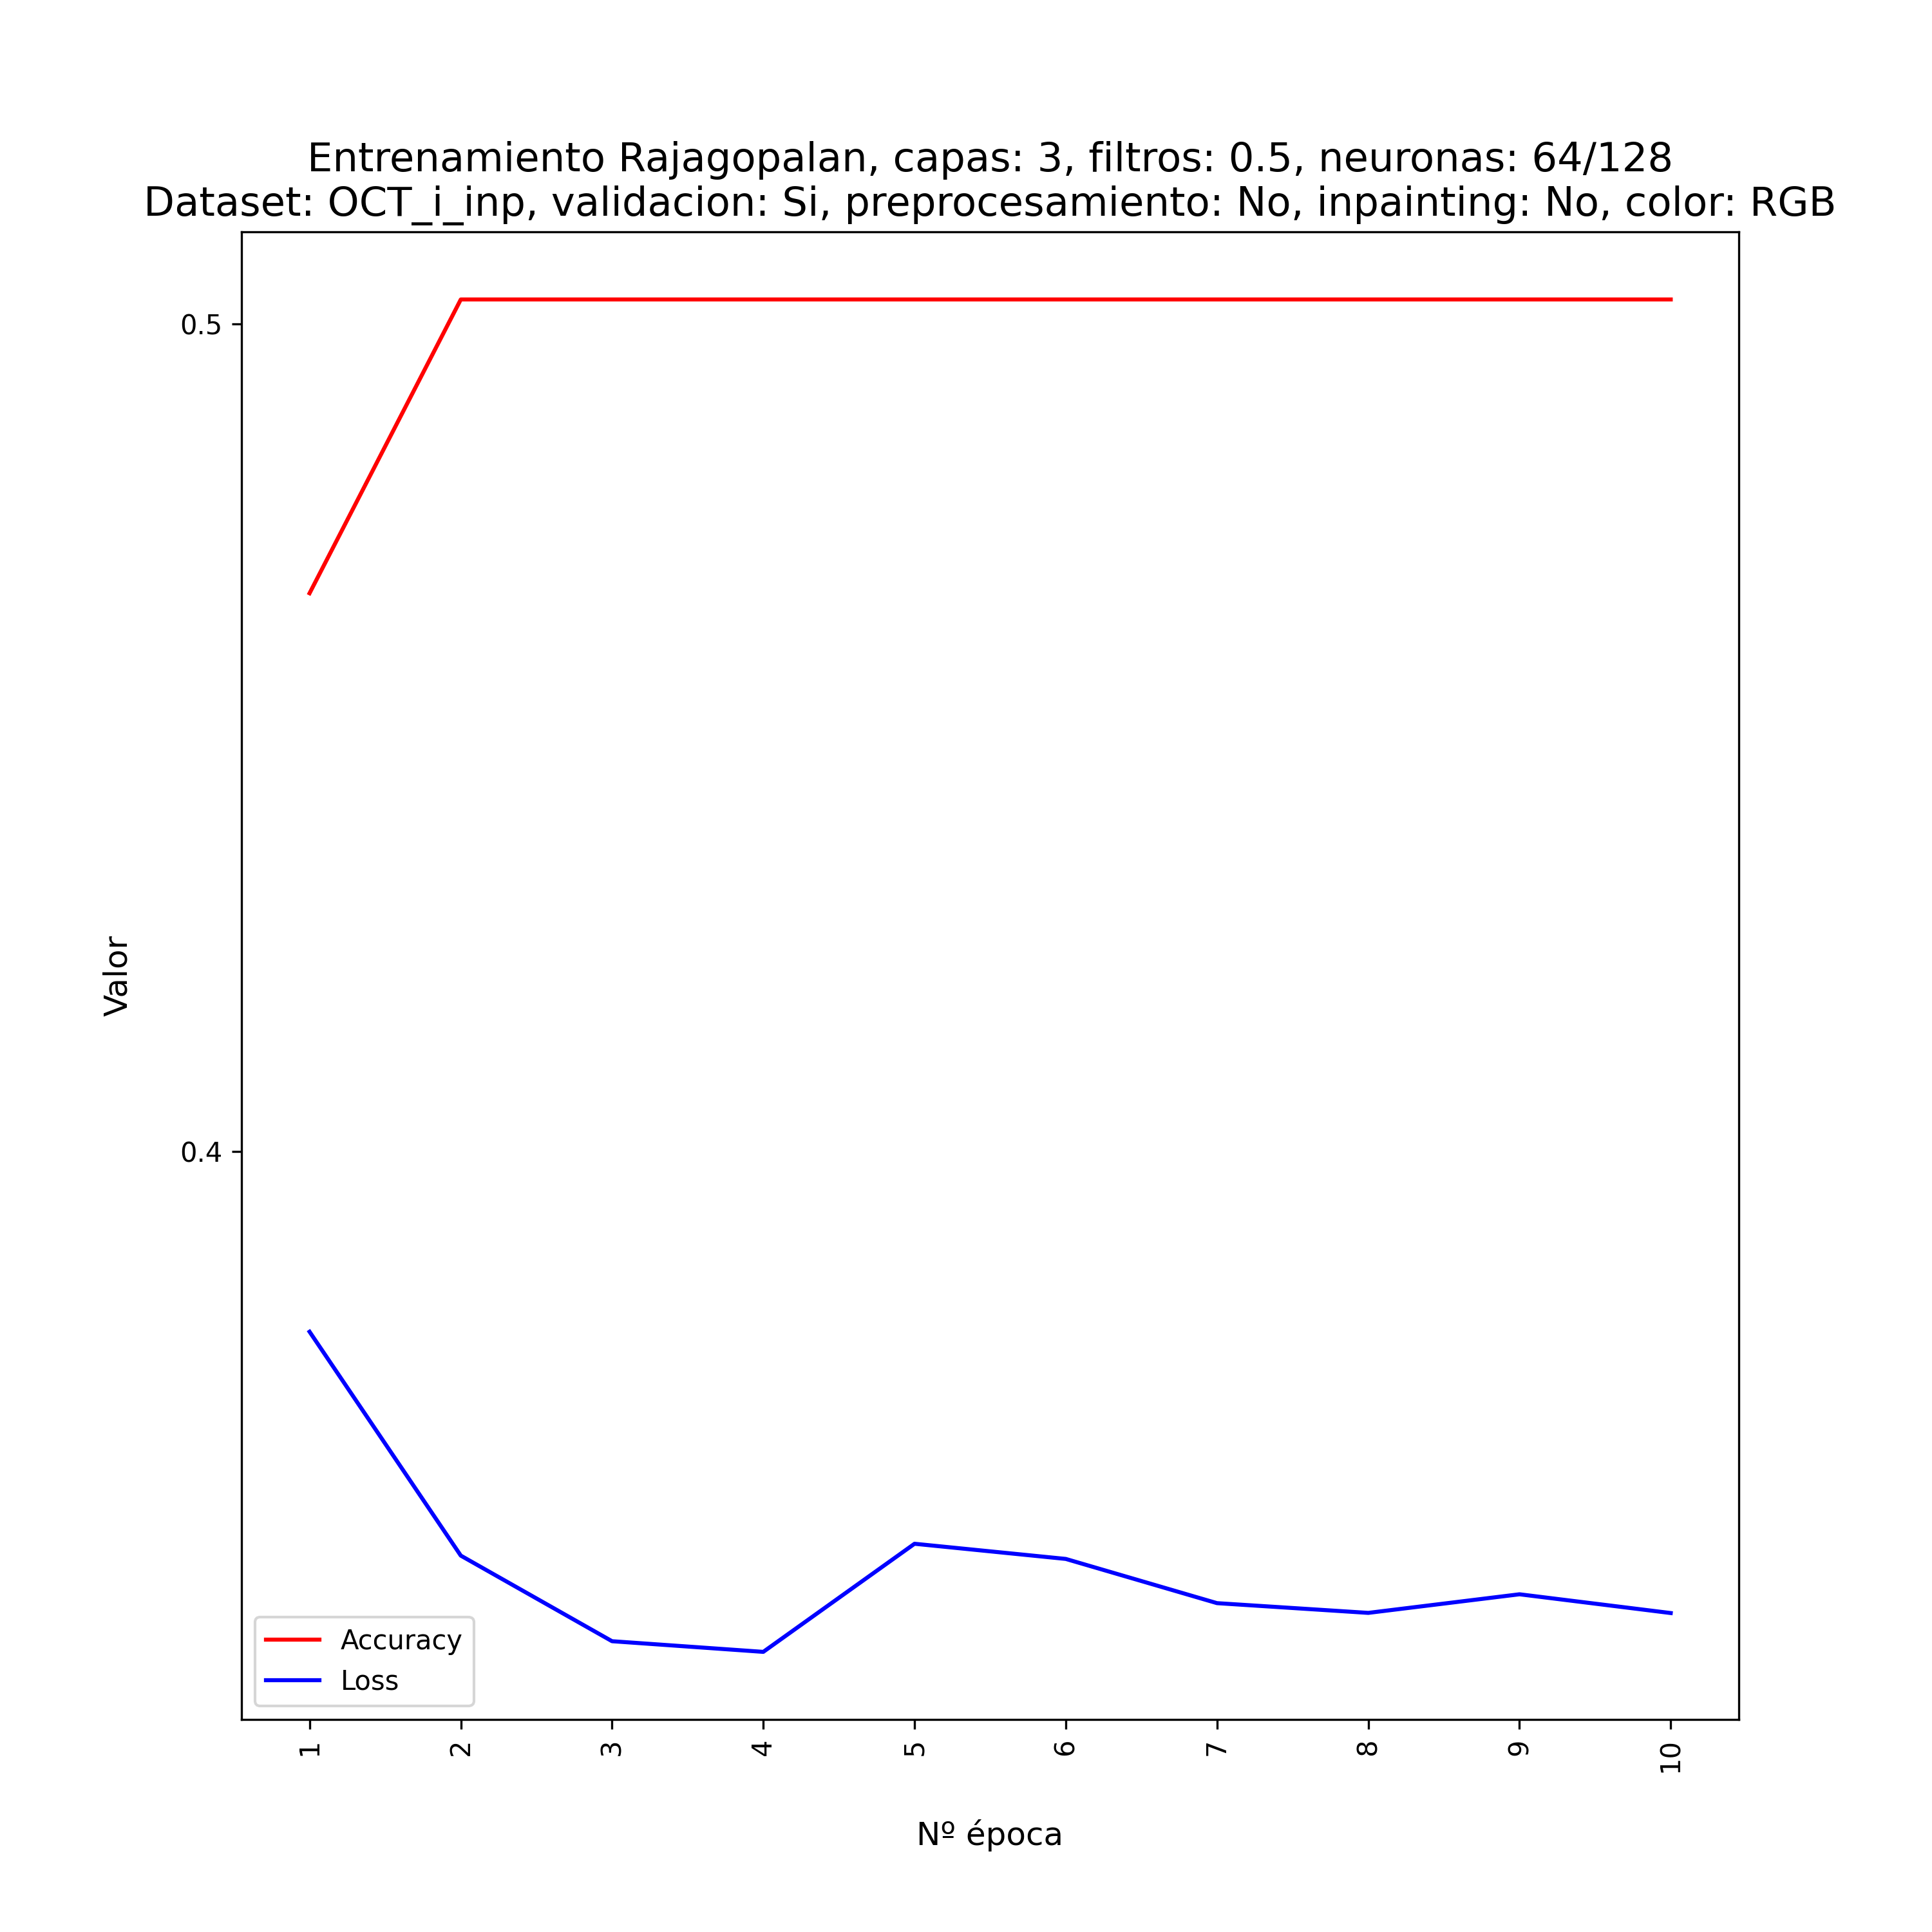 Entrenamiento Rajagopalan, capas: 3, filtros: 0.5, neuronas: 64/128
Dataset: OCT_i_inp, validacion: Si, preprocesamiento: No, inpainting: No, color: RGB
0.5
0.4
Valor
Accuracy
Loss
1 2 3 4 5 6 7 8 9 10
Nº época